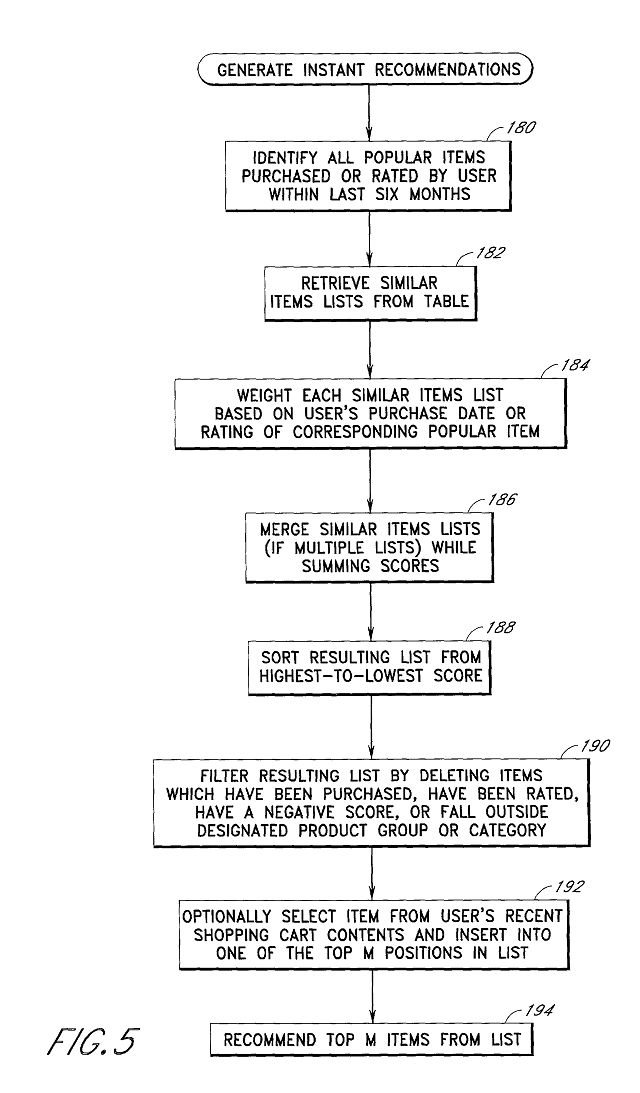 GENERATE INSTANT RECOMMENDATIONS
180
IDENTIFY ALL POPULAR ITEMS
PURCHASED OR RATED BY USER
WITHIN LAST SIX MONTHS
182
RETRIEVE SIMILAR
ITEMS LISTS FROM TABLE
184
WEIGHT EACH SIMILAR ITEMS LIST
BASED ON USER'S PURCHASE DATE OR
RATING OF CORRESPONDING POPULAR ITEM
186
MERGE SIMILAR ITEMS LISTS
(IF MULTIPLE LISTS) WHILE
SUMMING SCORES
188
SORT RESULTING LIST FROM
HIGHEST-TO-LOWEST SCORE
190
FILTER RESULTING LIST BY DELETING ITEMS
WHICH HAVE BEEN PURCHASED, HAVE BEEN RATED,
HAVE A NEGATIVE SCORE, OR FALL OUTSIDE
DESIGNATED PRODUCT GROUP OR CATEGORY
192
OPTIONALLY SELECT ITEM FROM USER'S RECENT
SHOPPING CART CONTENTS AND INSERT INTO
ONE OF THE TOP M POSITIONS IN LIST
194
RECOMMEND TOP M ITEMS FROM LIST
FIG.5